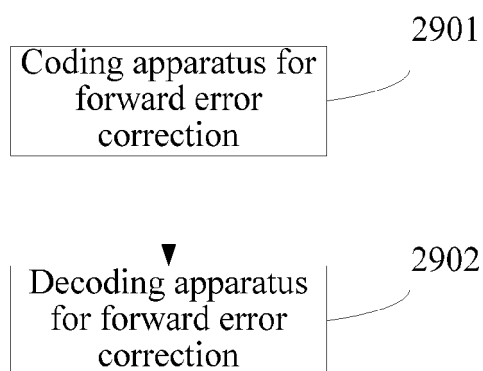 2901
Coding apparatus for
forward error
correction
2902
Decoding apparatus
for forward error
correction